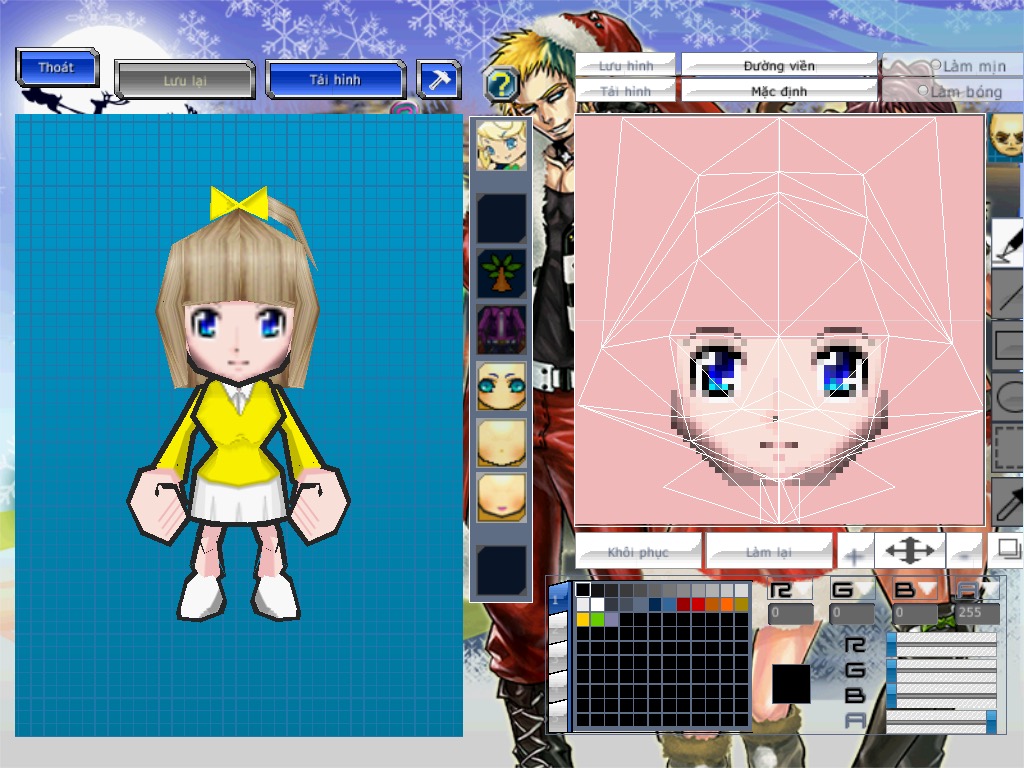 Thoát
Lưu lại
Tải hình
?
Lưu hình
Đường viền
Làm mịn
Tải hình
Mặc định
Làm bóng
Khôi phục
Làm lại
+
-
1
R G B A
0 0 0 255
R
G
B
A